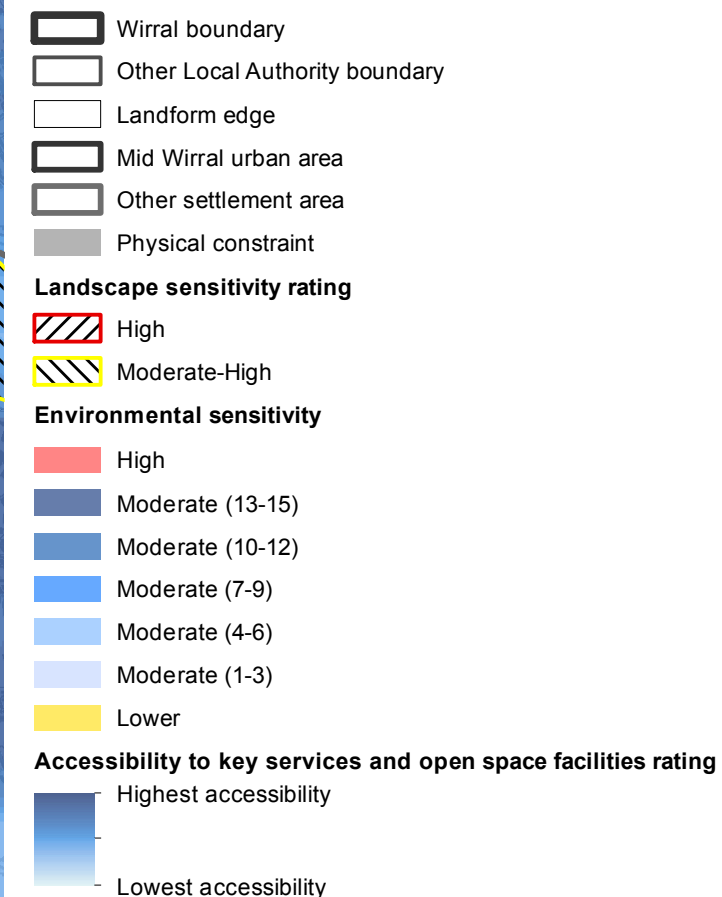 Wirral boundary
Other Local Authority boundary
Landform edge
Mid Wirral urban area
Other settlement area
Physical constraint
Landscape sensitivity rating
High
Moderate-High
Environmental sensitivity
High
Moderate (13-15)
Moderate (10-12)
Moderate (7-9)
Moderate (4-6)
Moderate (1-3)
Lower
Accessibility to key services and open space facilities rating
Highest accessibility
Lowest accessibility